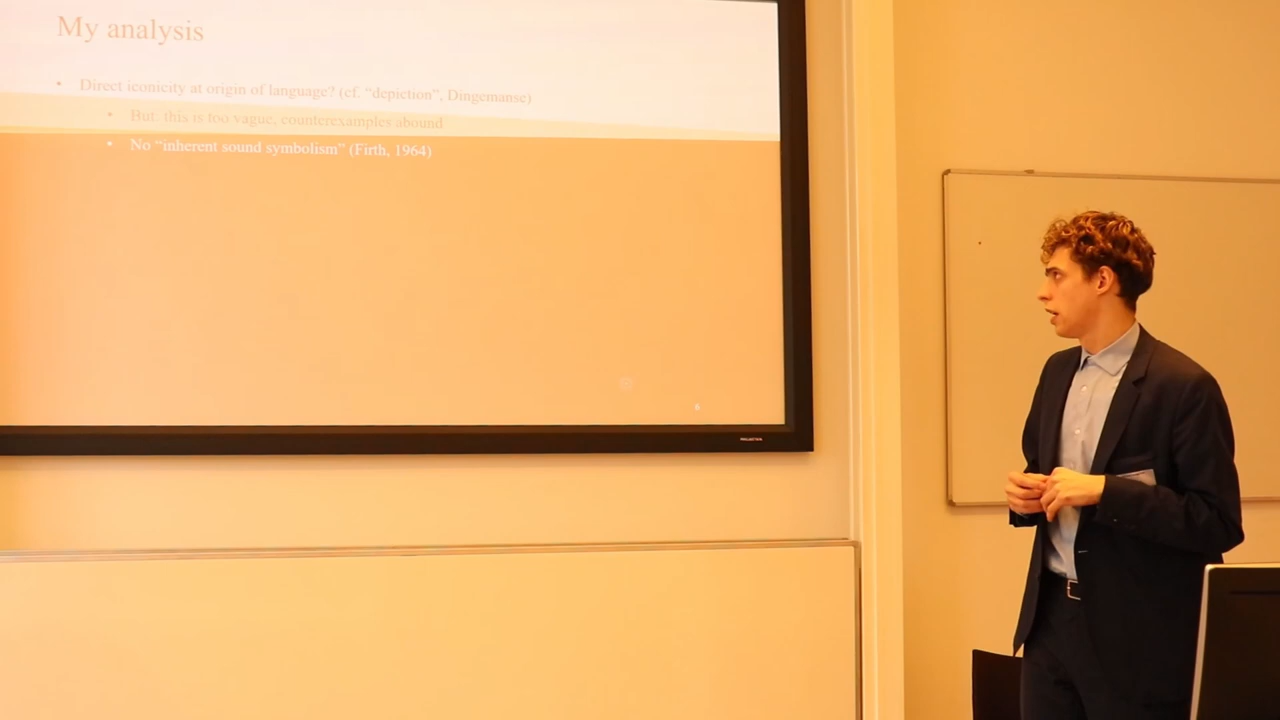 My analysis
• Direct iconicity at origin of language? (cf. “depiction”, Dingemanse)
• But: this is too vague, counterexamples abound
• No “inherent sound symbolism” (Firth, 1964)